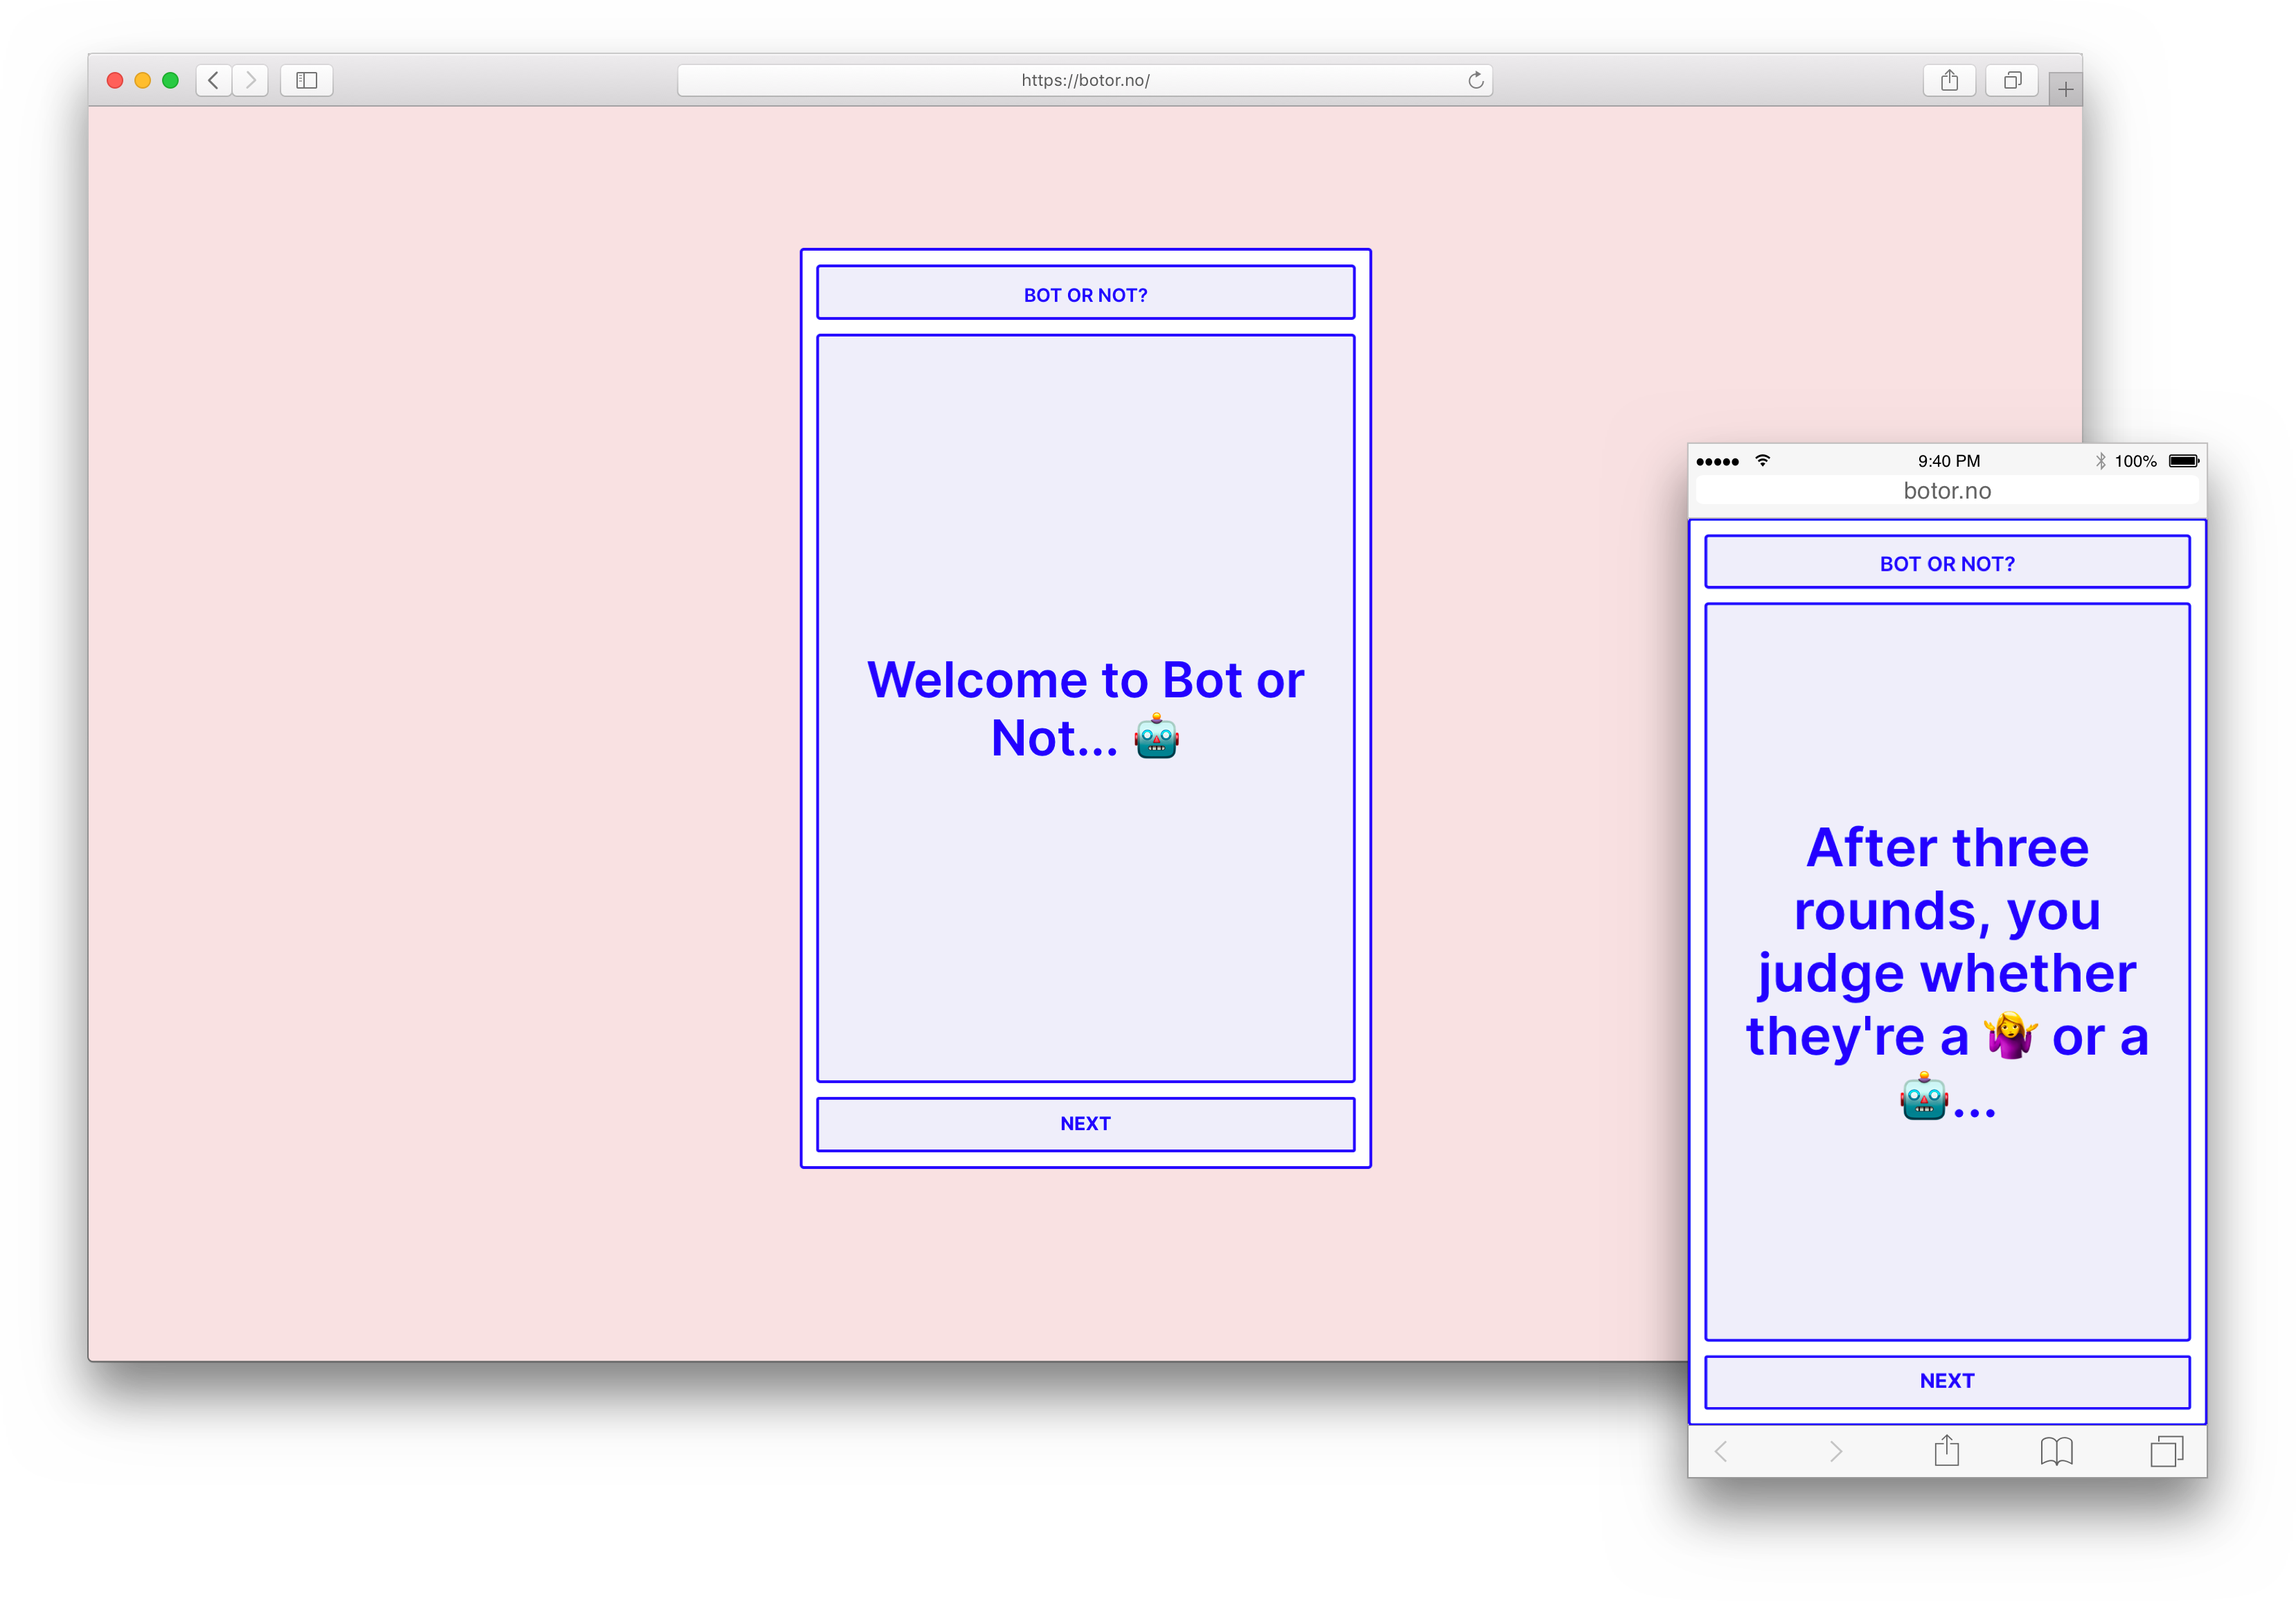 https://botor.no/
BOT OR NOT?
Welcome to Bot or
Not... 🤖
NEXT
9:40 PM
100%
botor.no
BOT OR NOT?
After three
rounds, you
judge whether
they're a 🤷‍♀️ or a
🤖...
NEXT